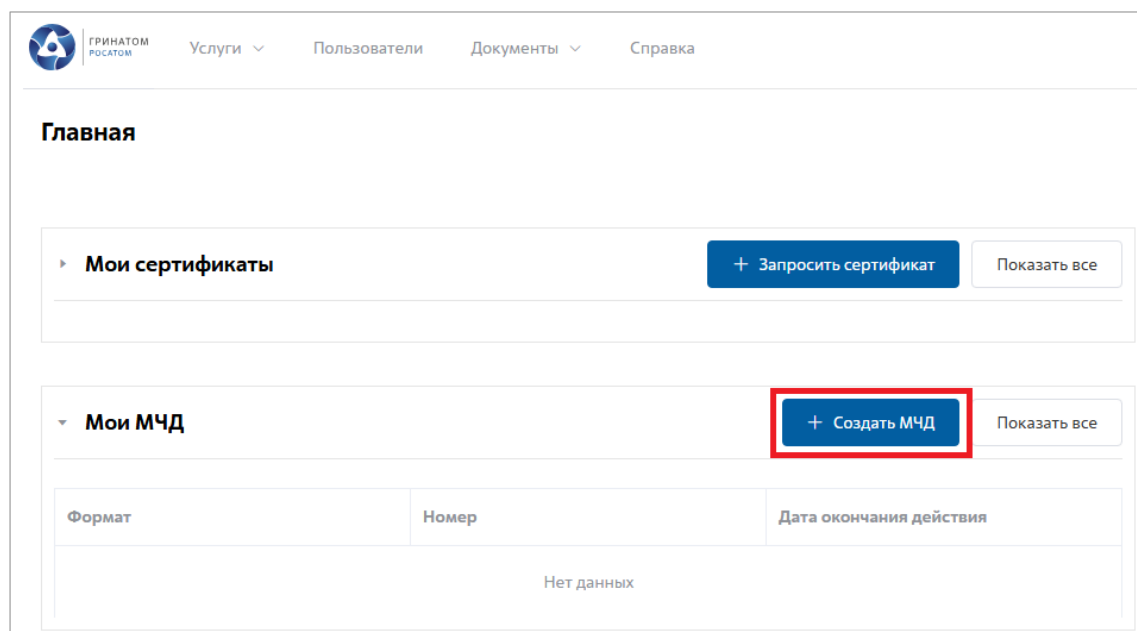 ГРИНАТОМ
РОСАТОМ
Услуги Пользователи Документы Справка
Главная
Мои сертификаты + Запросить сертификат Показать все
Мои МЧД + Создать МЧД Показать все
Формат Номер Дата окончания действия
Нет данных